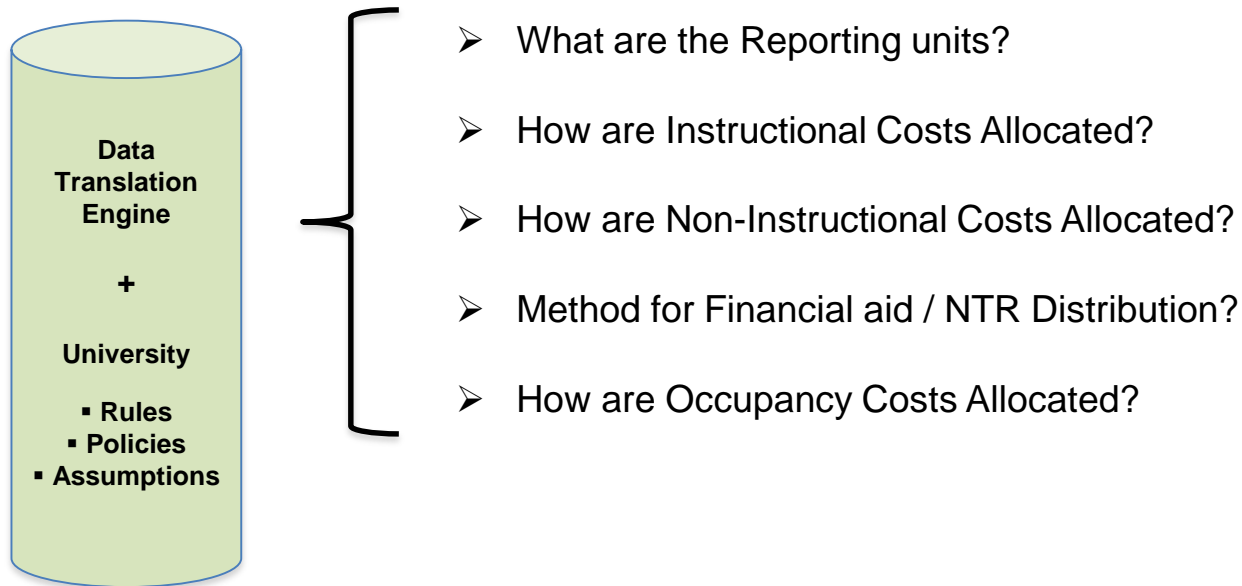 Data
Translation
Engine
+
University
▪ Rules
▪ Policies
▪ Assumptions
➢ What are the Reporting units?
➢ How are Instructional Costs Allocated?
➢ How are Non-Instructional Costs Allocated?
➢ Method for Financial aid / NTR Distribution?
➢ How are Occupancy Costs Allocated?